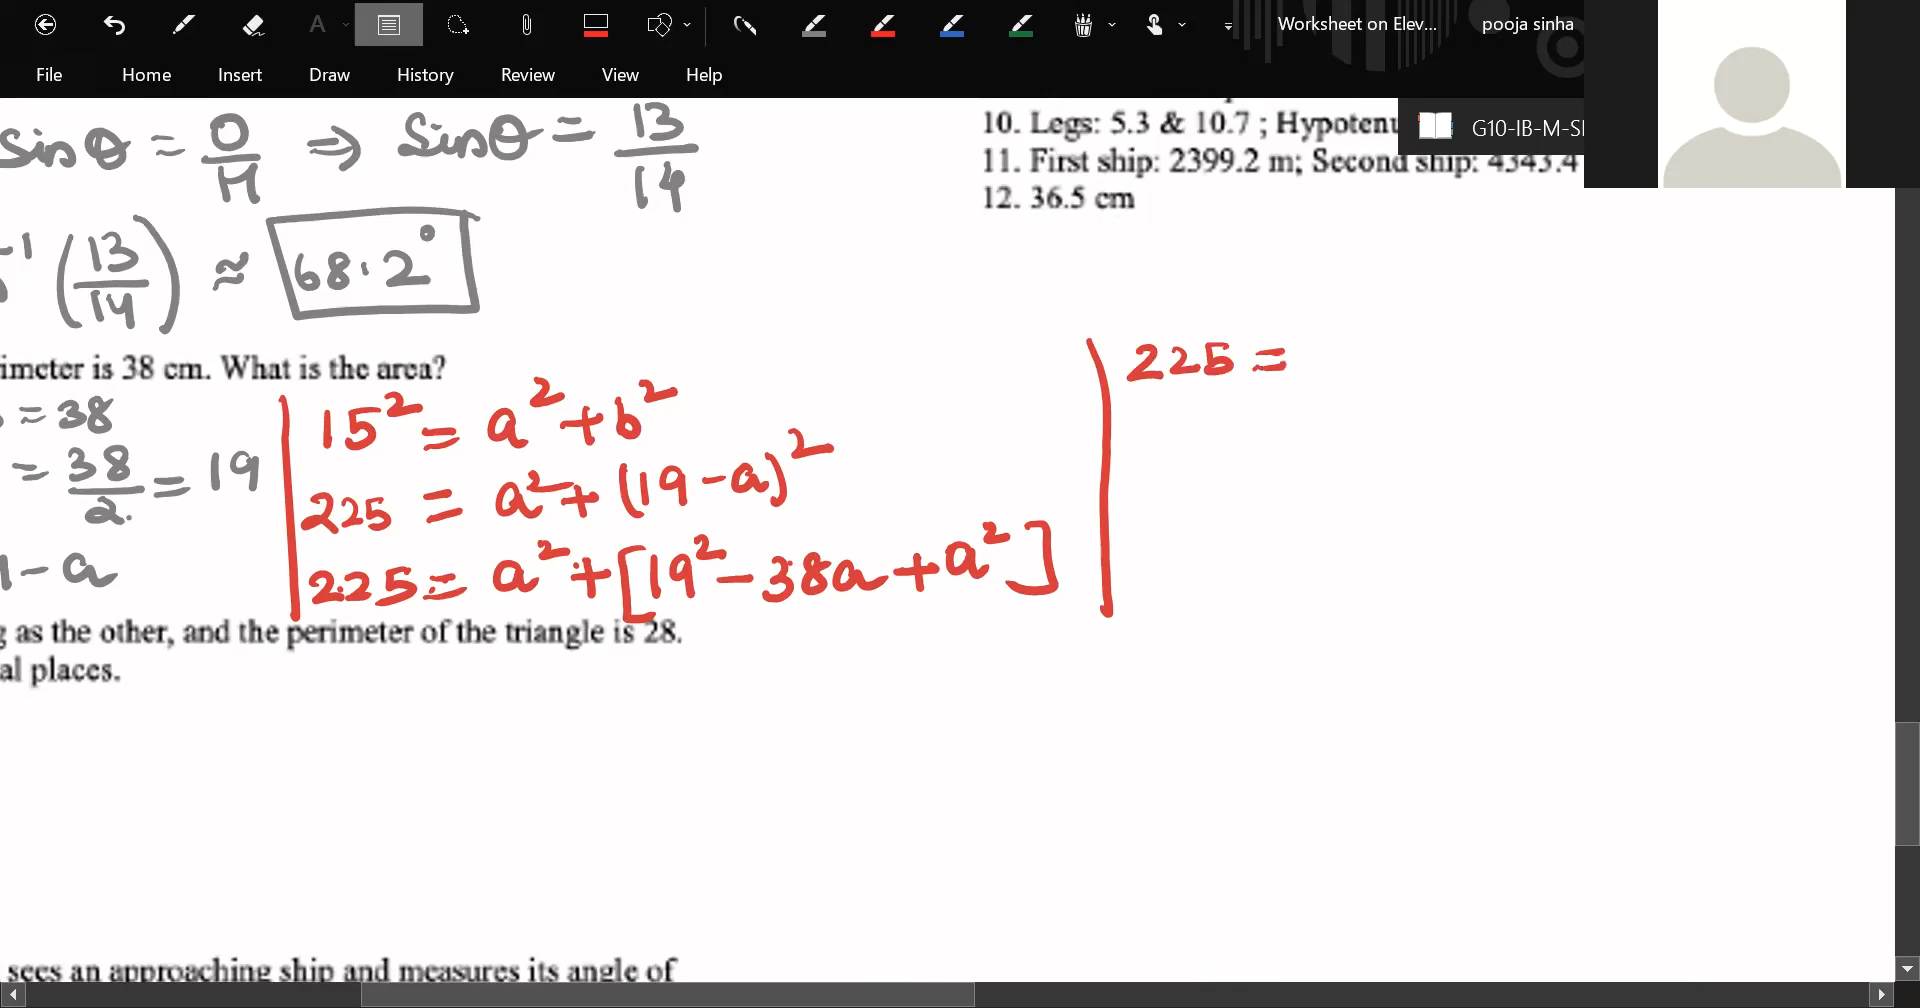 Worksheet on Elev... pooja sinha
File Home Insert Draw History Review View Help
10. Legs: 5.3 & 10.7 ; Hypotenu
G10-IB-M-SI
11. First ship: 2399.2 m; Second ship: 4343.4
12. 36.5 cm
sin θ = O/H ⇒ sin θ = 13/14
-1 (13/14) ≈ 68.2°
imeter is 38 cm. What is the area?
= 38
= 38/2 = 19
- a
15² = a² + b²
225 = a² + (19 - a)²
225 = a² + [19² - 38a + a²]
225 =
g as the other, and the perimeter of the triangle is 28.
al places.
sees an approaching ship and measures its angle of